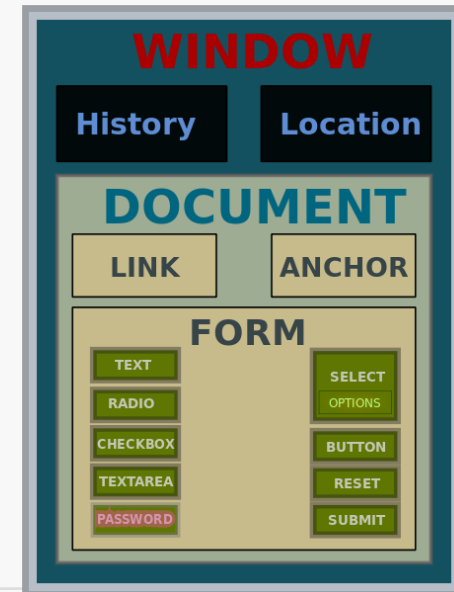 WINDOW
History
Location
DOCUMENT
LINK
ANCHOR
FORM
TEXT
RADIO
CHECKBOX
TEXTAREA
PASSWORD
SELECT
OPTIONS
BUTTON
RESET
SUBMIT